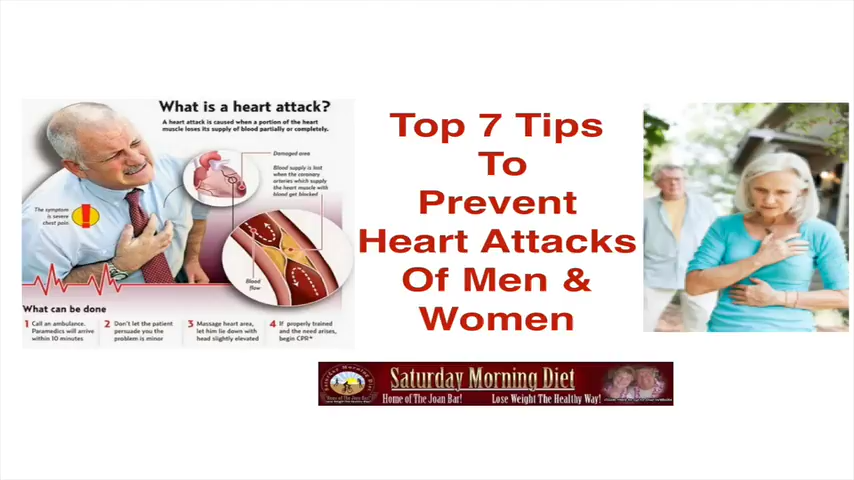 What is a heart attack?
A heart attack is caused when a portion of the heart
muscle loses its supply of blood partially or completely.
Damaged area
Blood supply is lost
when the coronary
arteries which supply
the heart muscle with
blood get blocked
The symptom
is severe
chest pain
Blood
flow
What can be done
1 Call an ambulance.
Paramedics will arrive
within 10 minutes
2 Don't let the patient
persuade you the
problem is minor
3 Massage heart area,
let him lie down with
head slightly elevated
4 If properly trained
and the need arises,
begin CPR*
Top 7 Tips
To
Prevent
Heart Attacks
Of Men &
Women
Saturday Morning Diet
Home of The Joan Bar!
Lose Weight The Healthy Way!